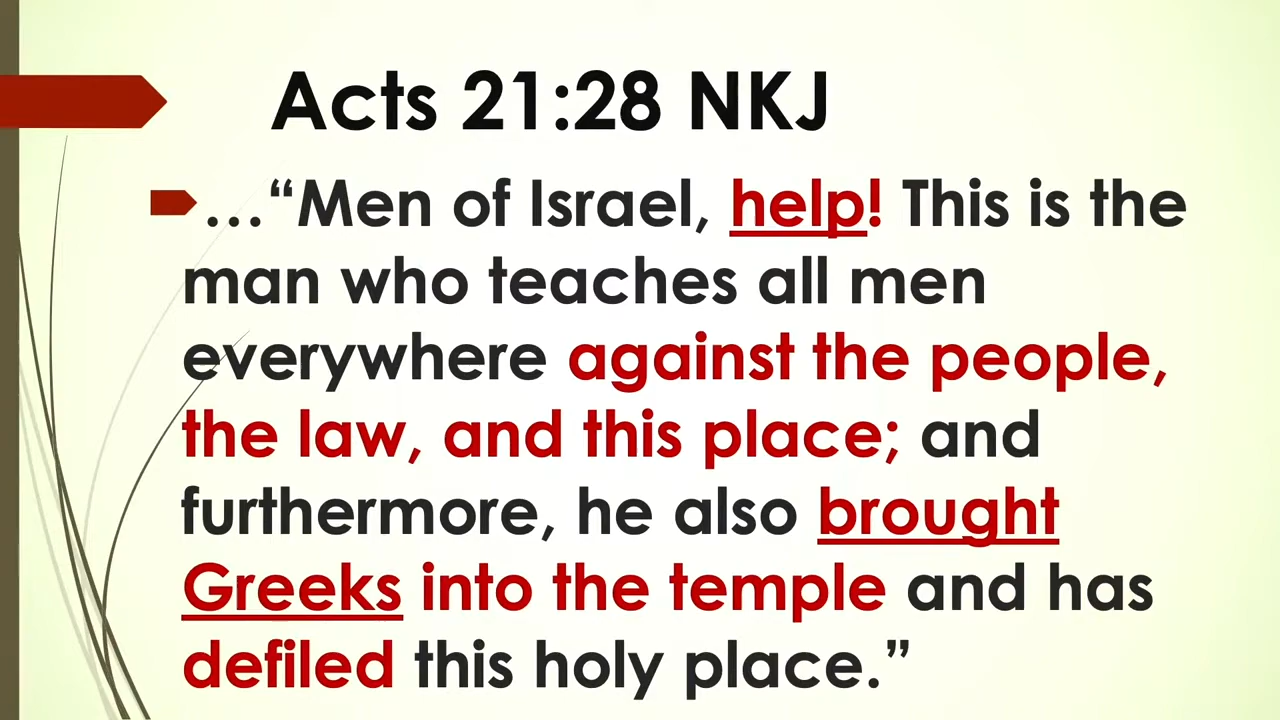 Acts 21:28 NKJ
…“Men of Israel, help! This is the
man who teaches all men
everywhere against the people,
the law, and this place; and
furthermore, he also brought
Greeks into the temple and has
defiled this holy place.”